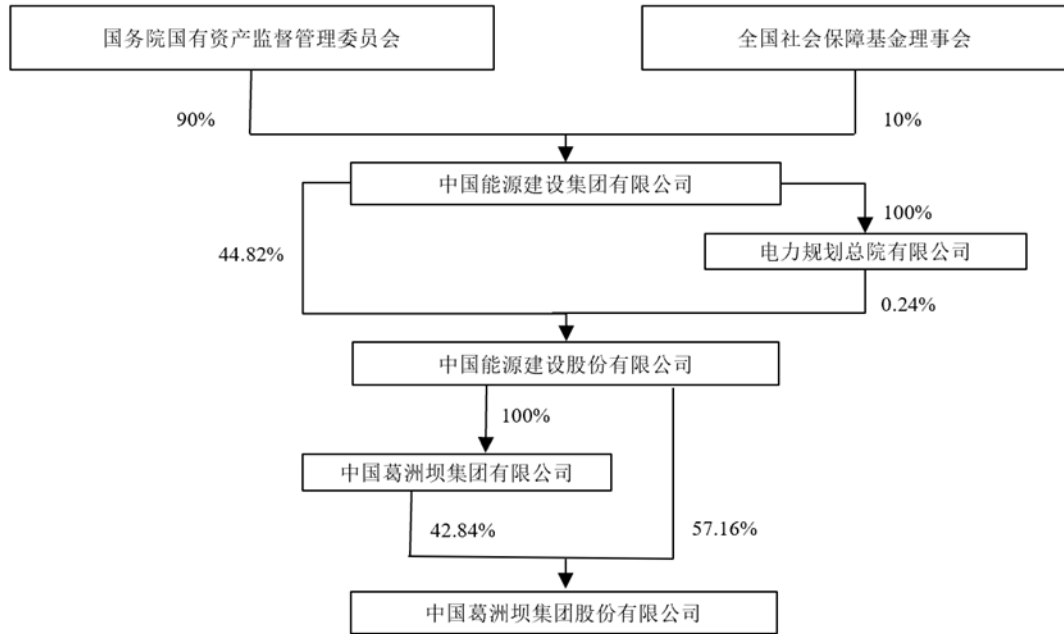 国务院国有资产监督管理委员会
全国社会保障基金理事会
90%
10%
中国能源建设集团有限公司
100%
44.82%
电力规划总院有限公司
0.24%
中国能源建设股份有限公司
100%
中国葛洲坝集团有限公司
42.84%
57.16%
中国葛洲坝集团股份有限公司